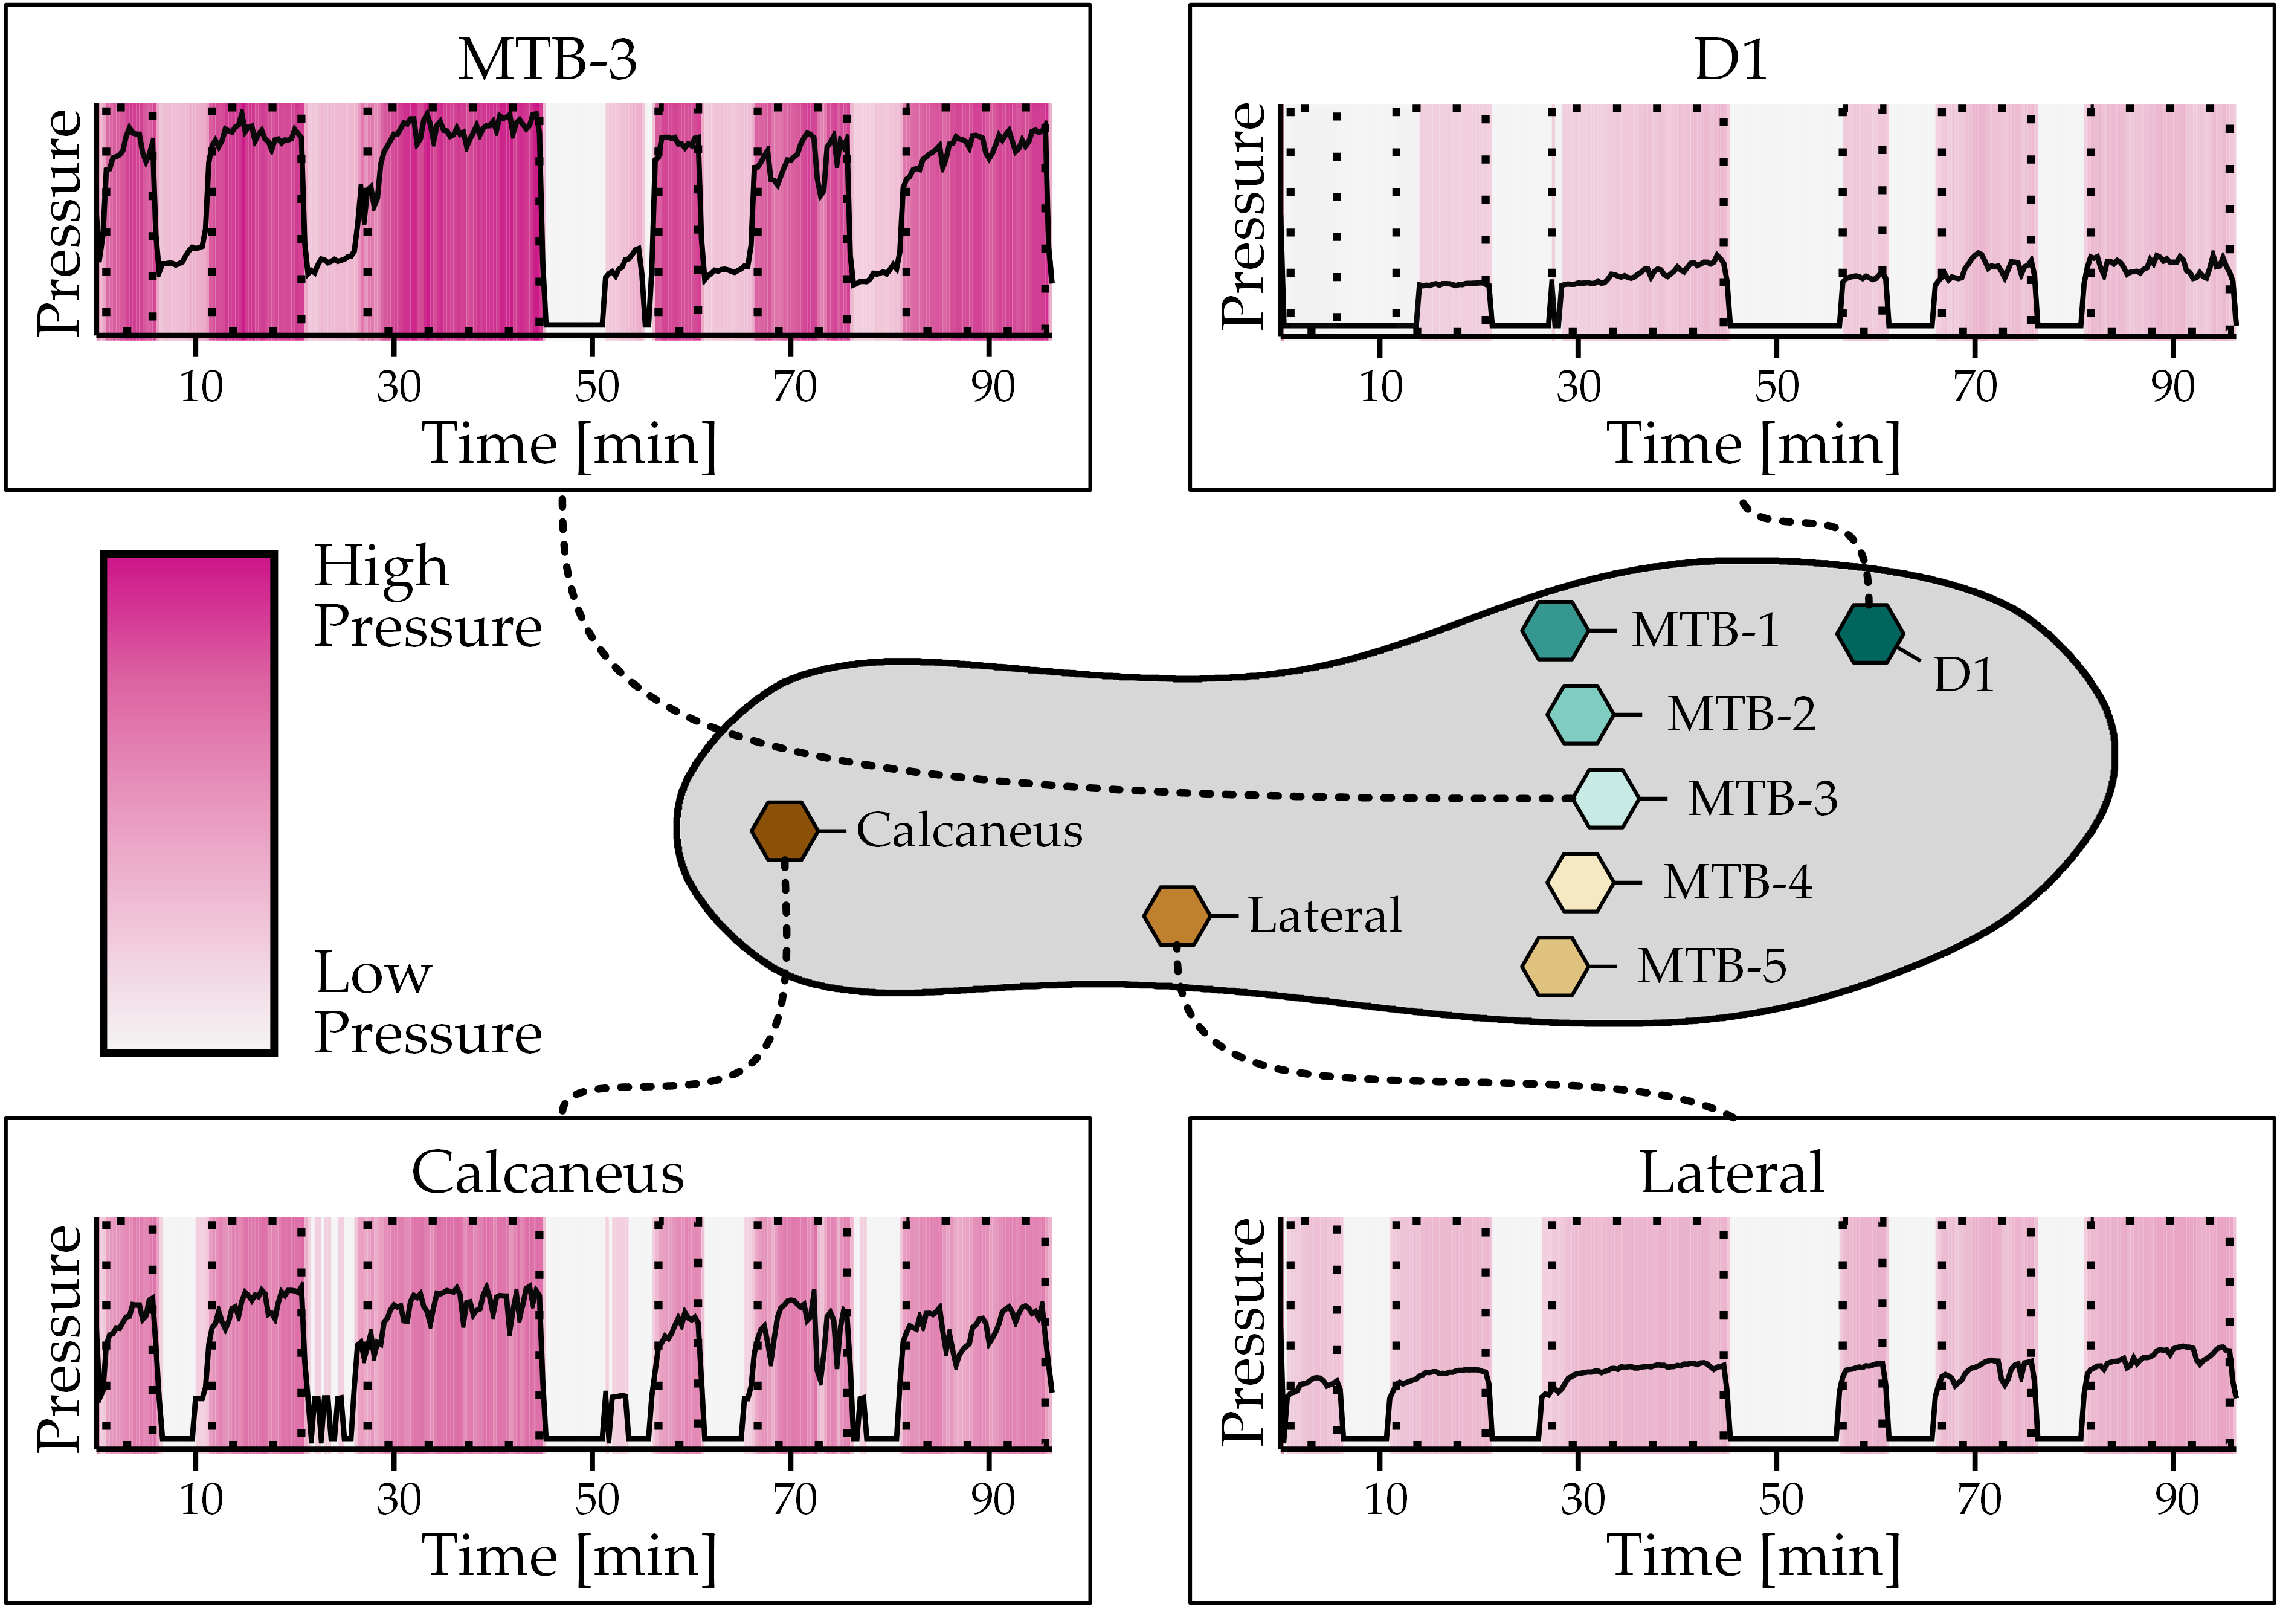 MTB-3
Pressure
10 30 50 70 90
Time [min]
D1
Pressure
10 30 50 70 90
Time [min]
High
Pressure
Low
Pressure
MTB-1
D1
MTB-2
MTB-3
Calcaneus
MTB-4
Lateral
MTB-5
Calcaneus
Pressure
10 30 50 70 90
Time [min]
Lateral
Pressure
10 30 50 70 90
Time [min]